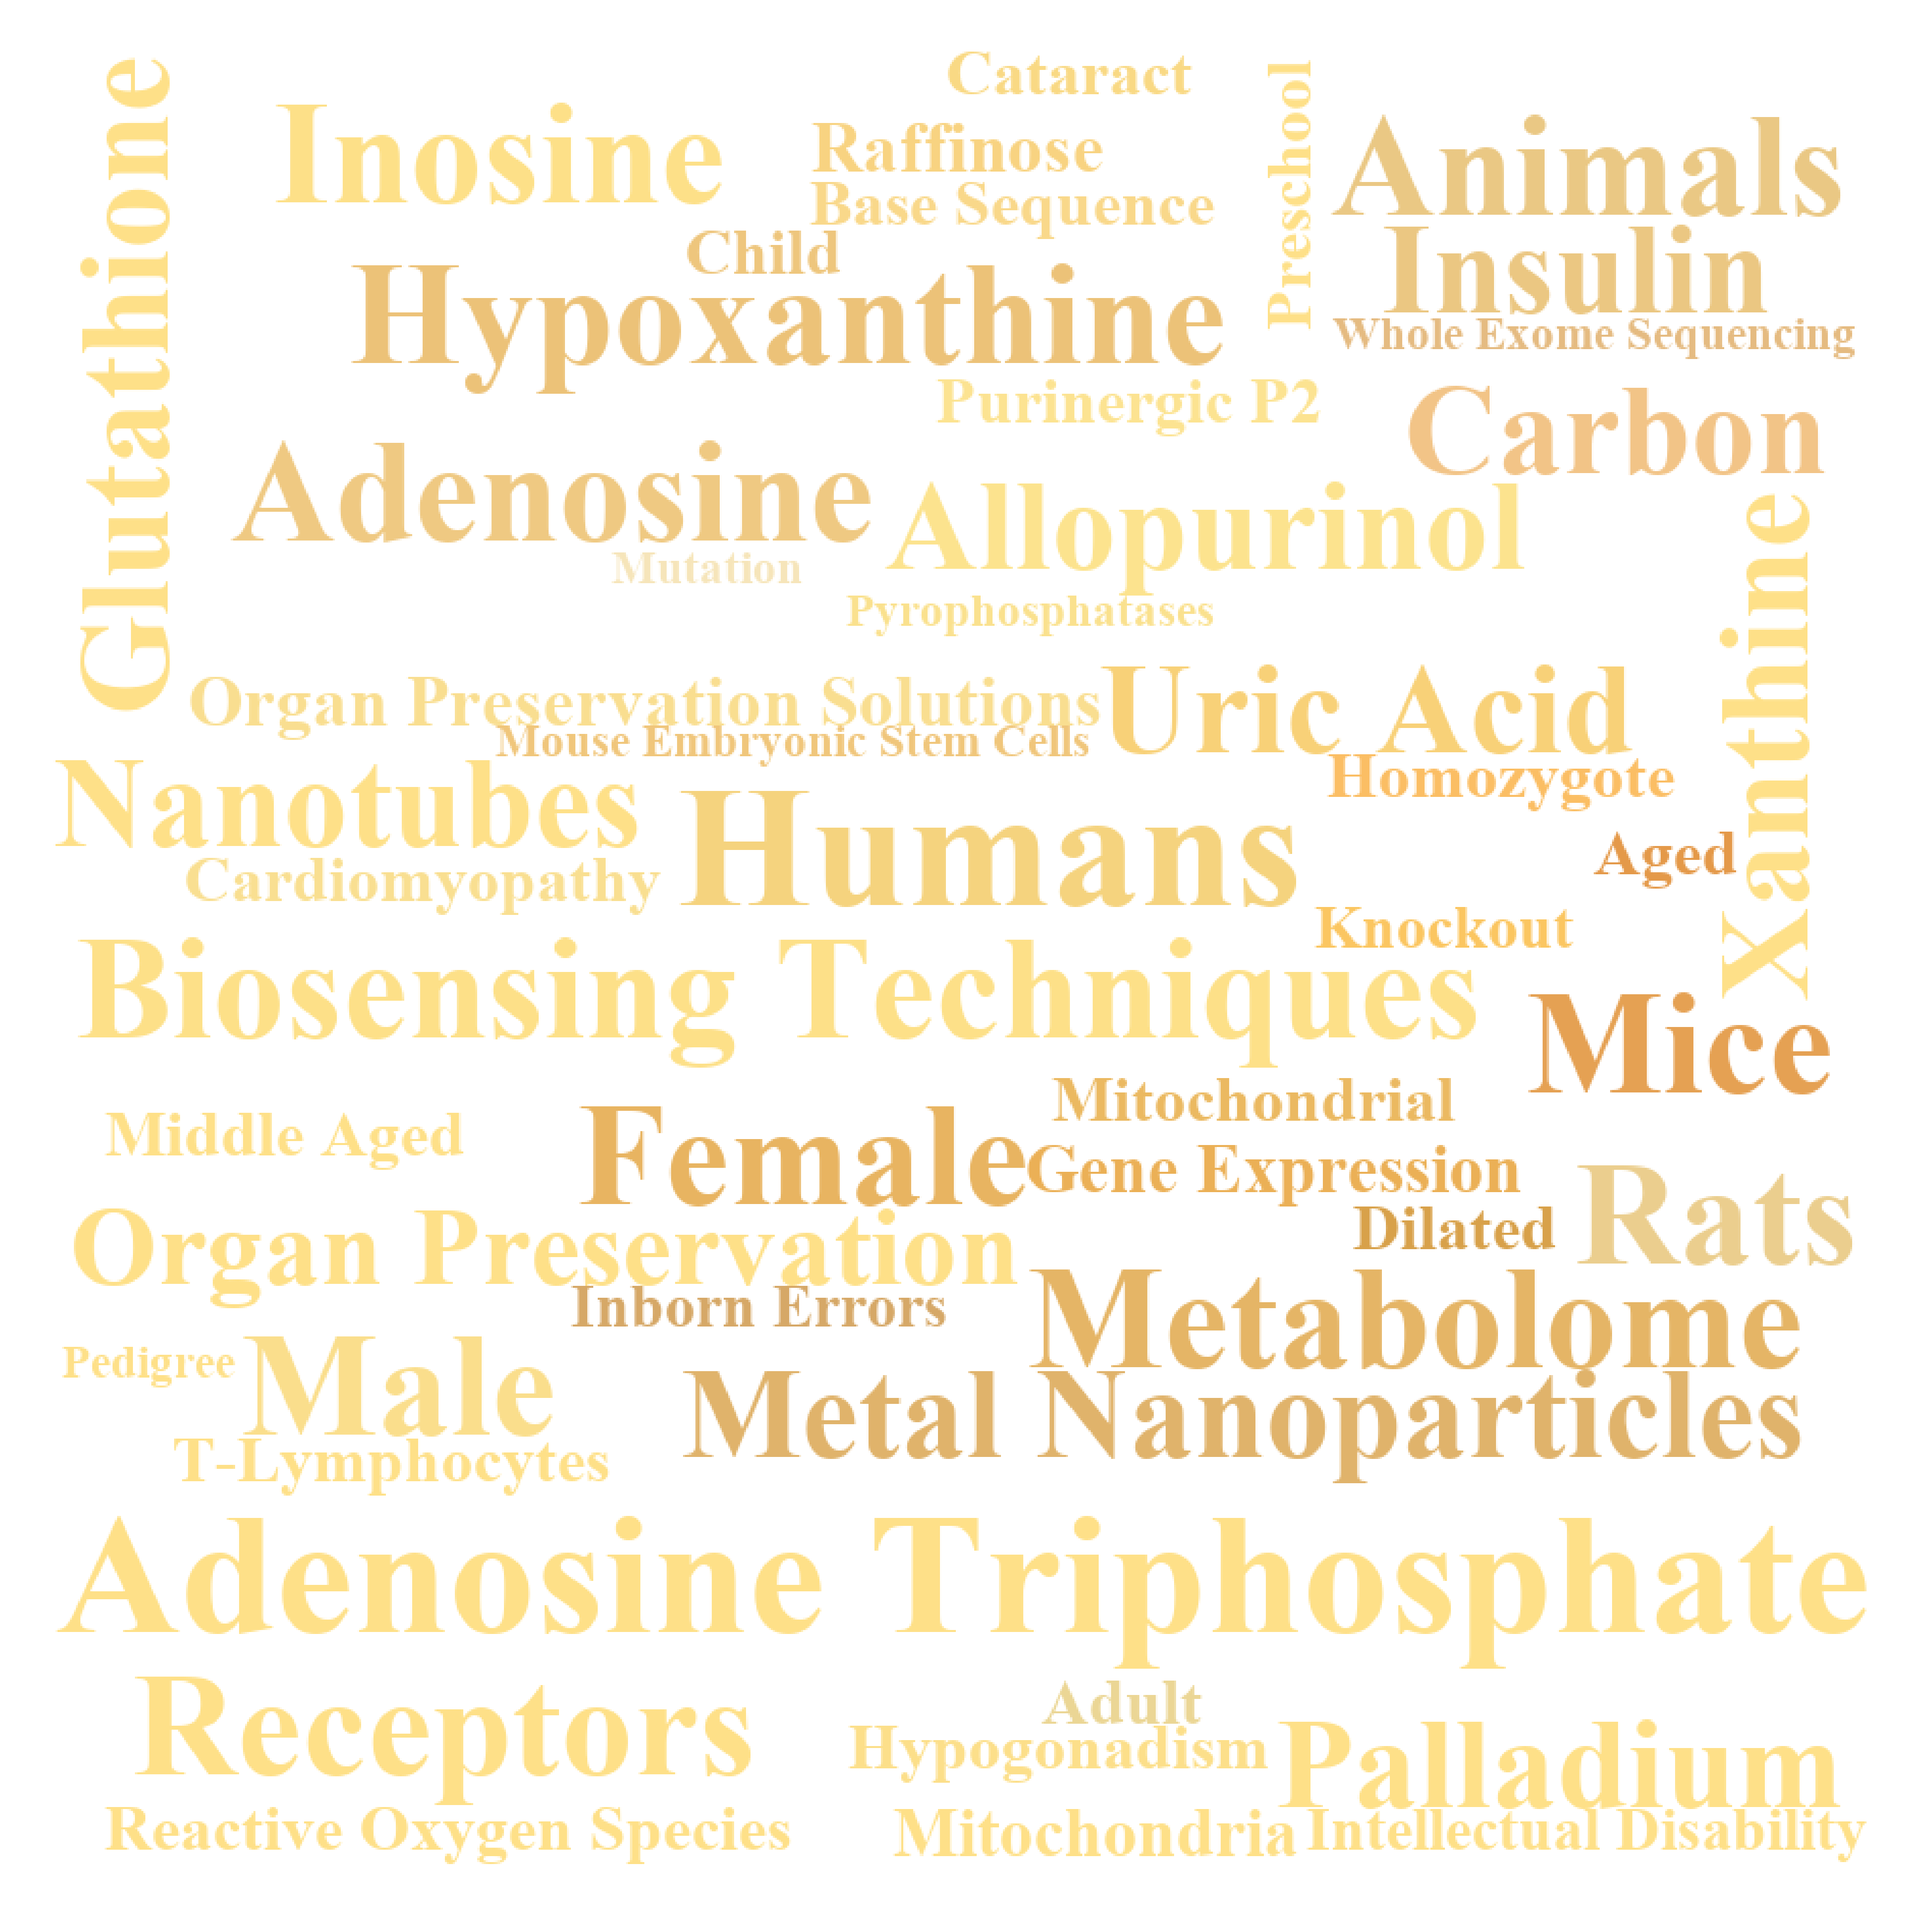 Glutathione
Inosine
Cataract
Raffinose
Base Sequence
Preschool
Animals
Child
Hypoxanthine
Insulin
Whole Exome Sequencing
Purinergic P2
Carbon
Adenosine
Allopurinol
Mutation
Pyrophosphatases
Xanthine
Organ Preservation Solutions
Uric Acid
Mouse Embryonic Stem Cells
Nanotubes
Homozygote
Humans
Cardiomyopathy
Aged
Knockout
Biosensing Techniques
Mice
Mitochondrial
Middle Aged
Female
Gene Expression
Dilated
Rats
Organ Preservation
Inborn Errors
Metabolome
Pedigree
Male
Metal Nanoparticles
T-Lymphocytes
Adenosine Triphosphate
Receptors
Adult
Hypogonadism
Palladium
Reactive Oxygen Species
Mitochondria
Intellectual Disability